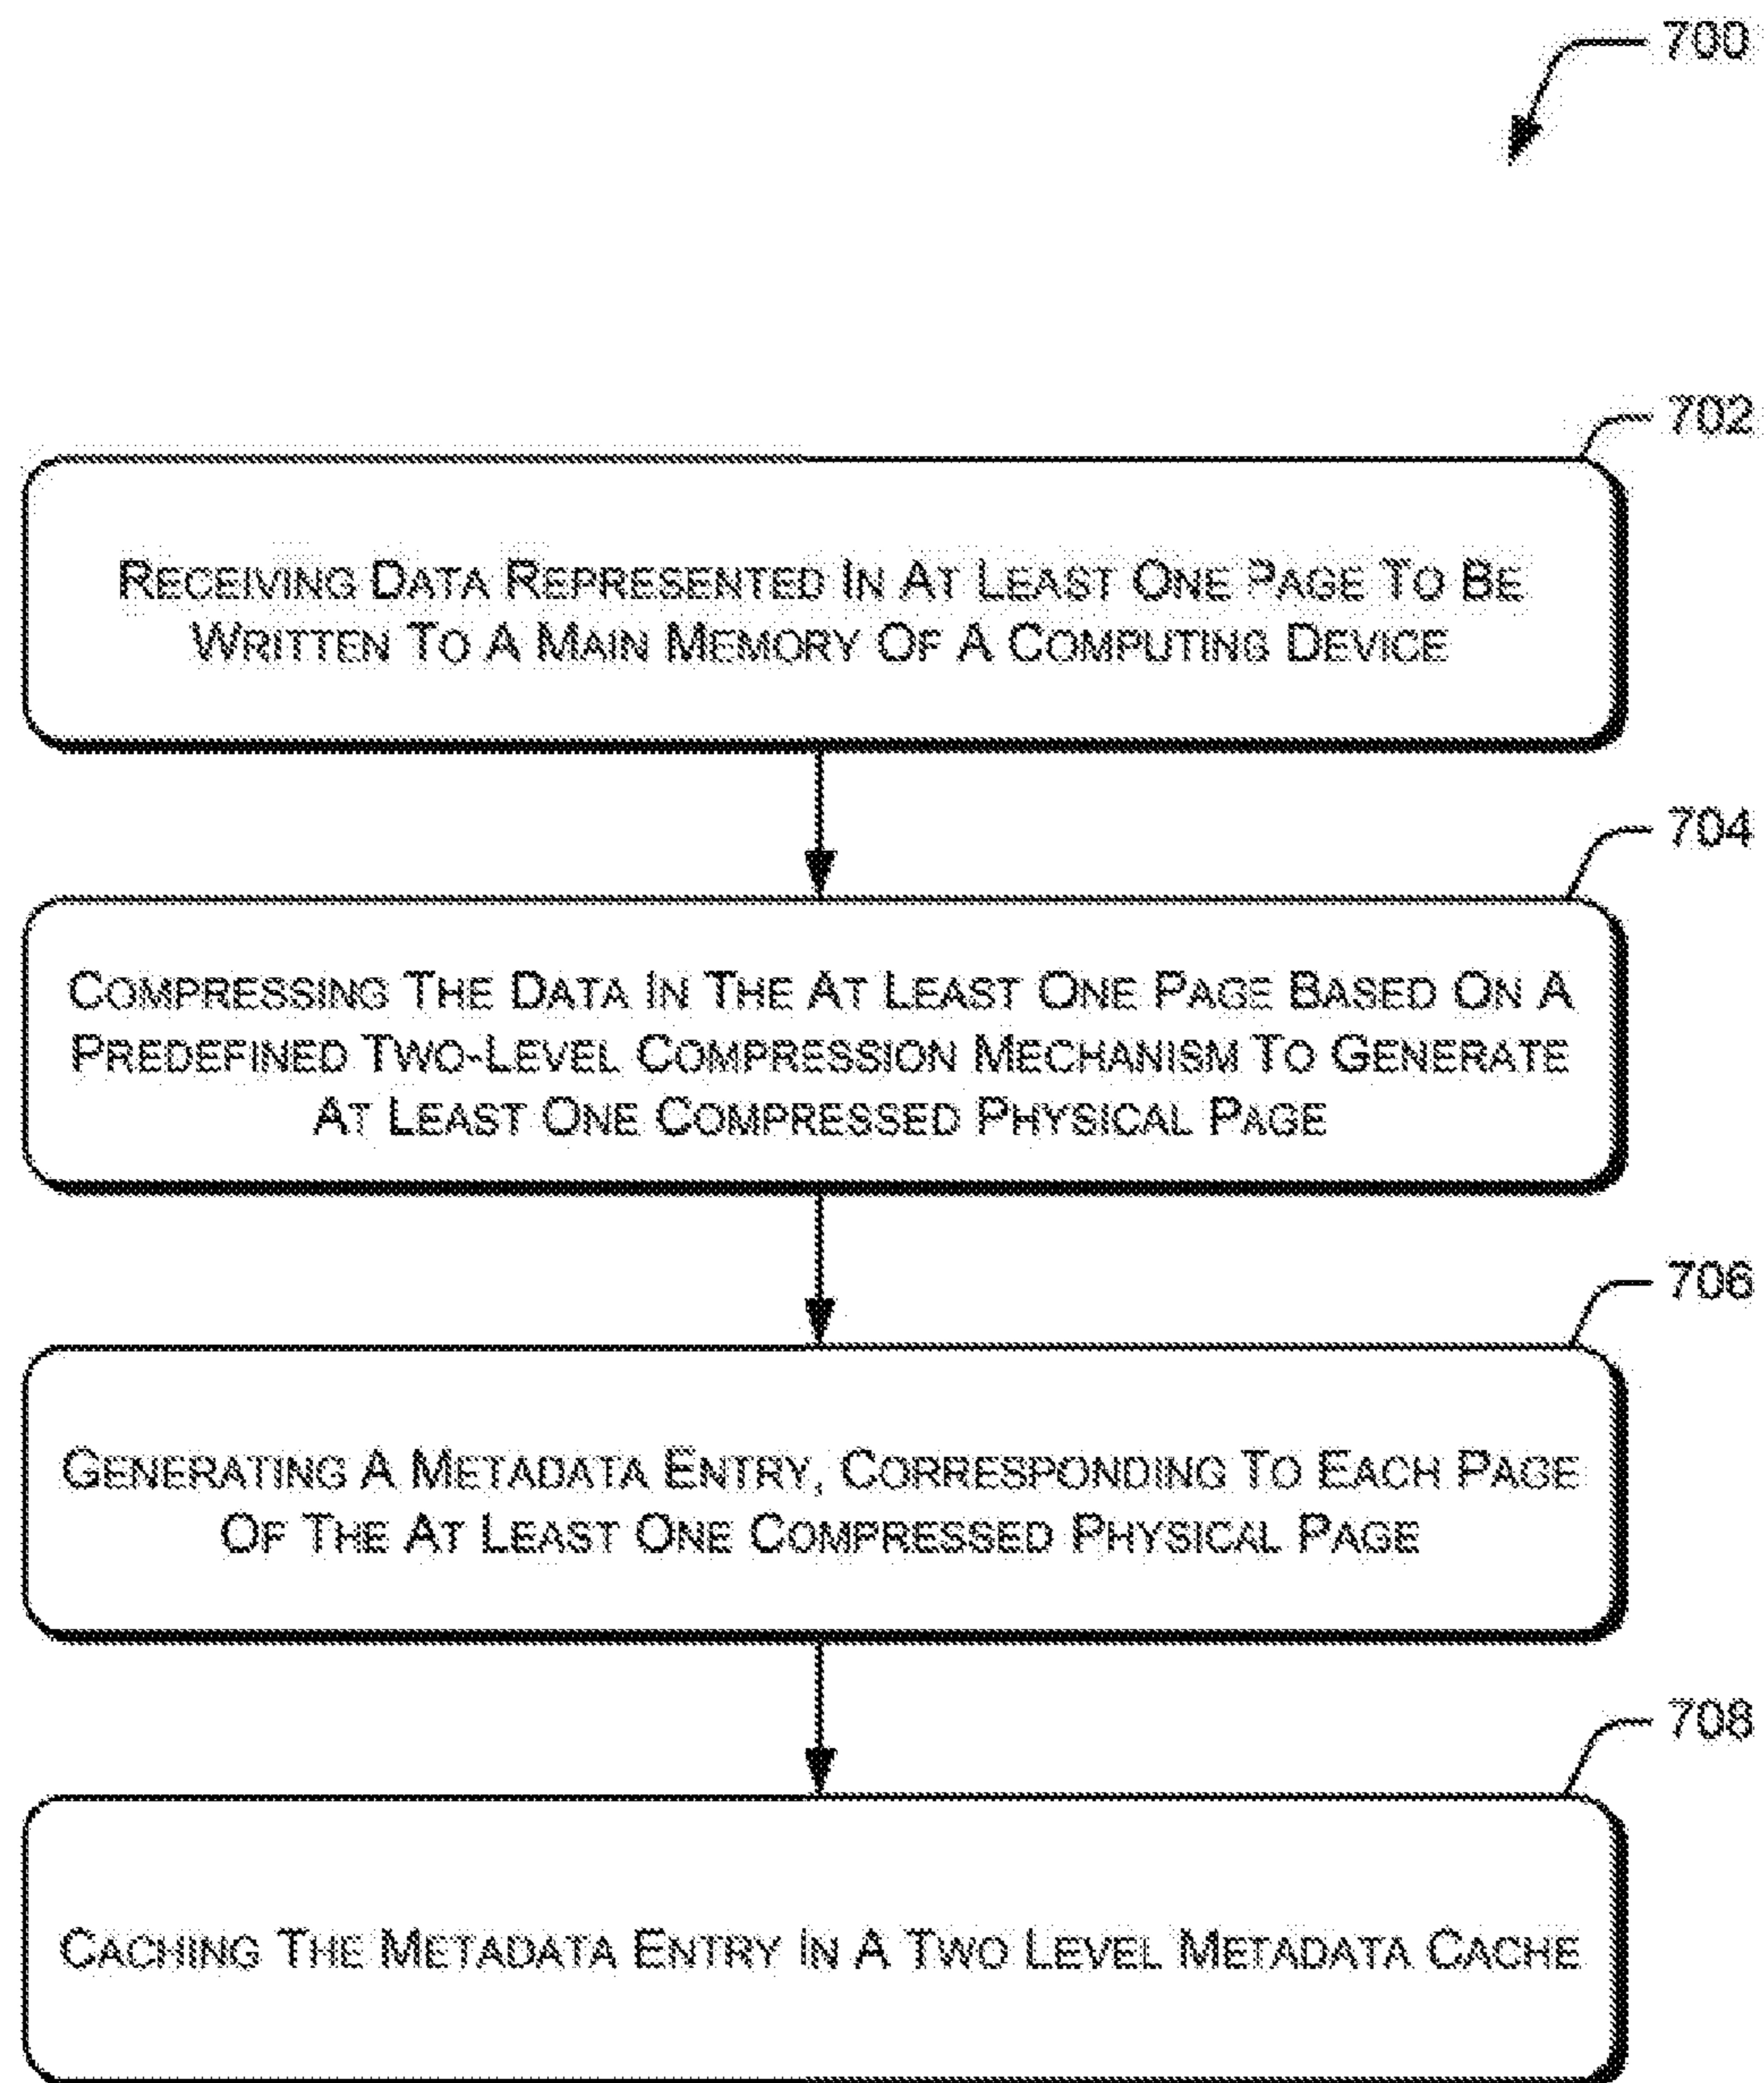 700
702
RECEIVING DATA REPRESENTED IN AT LEAST ONE PAGE TO BE
WRITTEN TO A MAIN MEMORY OF A COMPUTING DEVICE
704
COMPRESSING THE DATA IN THE AT LEAST ONE PAGE BASED ON A
PREDEFINED TWO-LEVEL COMPRESSION MECHANISM TO GENERATE
AT LEAST ONE COMPRESSED PHYSICAL PAGE
706
GENERATING A METADATA ENTRY, CORRESPONDING TO EACH PAGE
OF THE AT LEAST ONE COMPRESSED PHYSICAL PAGE
708
CACHING THE METADATA ENTRY IN A TWO LEVEL METADATA CACHE